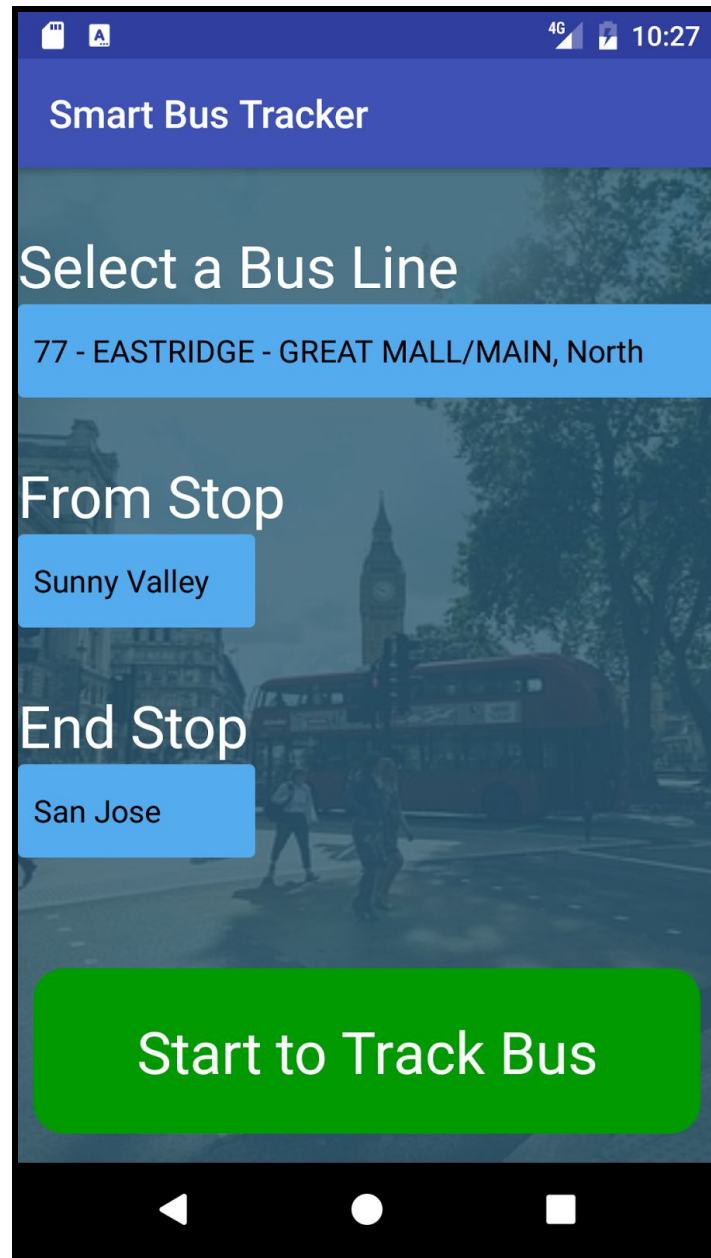 4G 10:27
Smart Bus Tracker
Select a Bus Line
77 - EASTRIDGE - GREAT MALL/MAIN, North
From Stop
Sunny Valley
End Stop
San Jose
Start to Track Bus